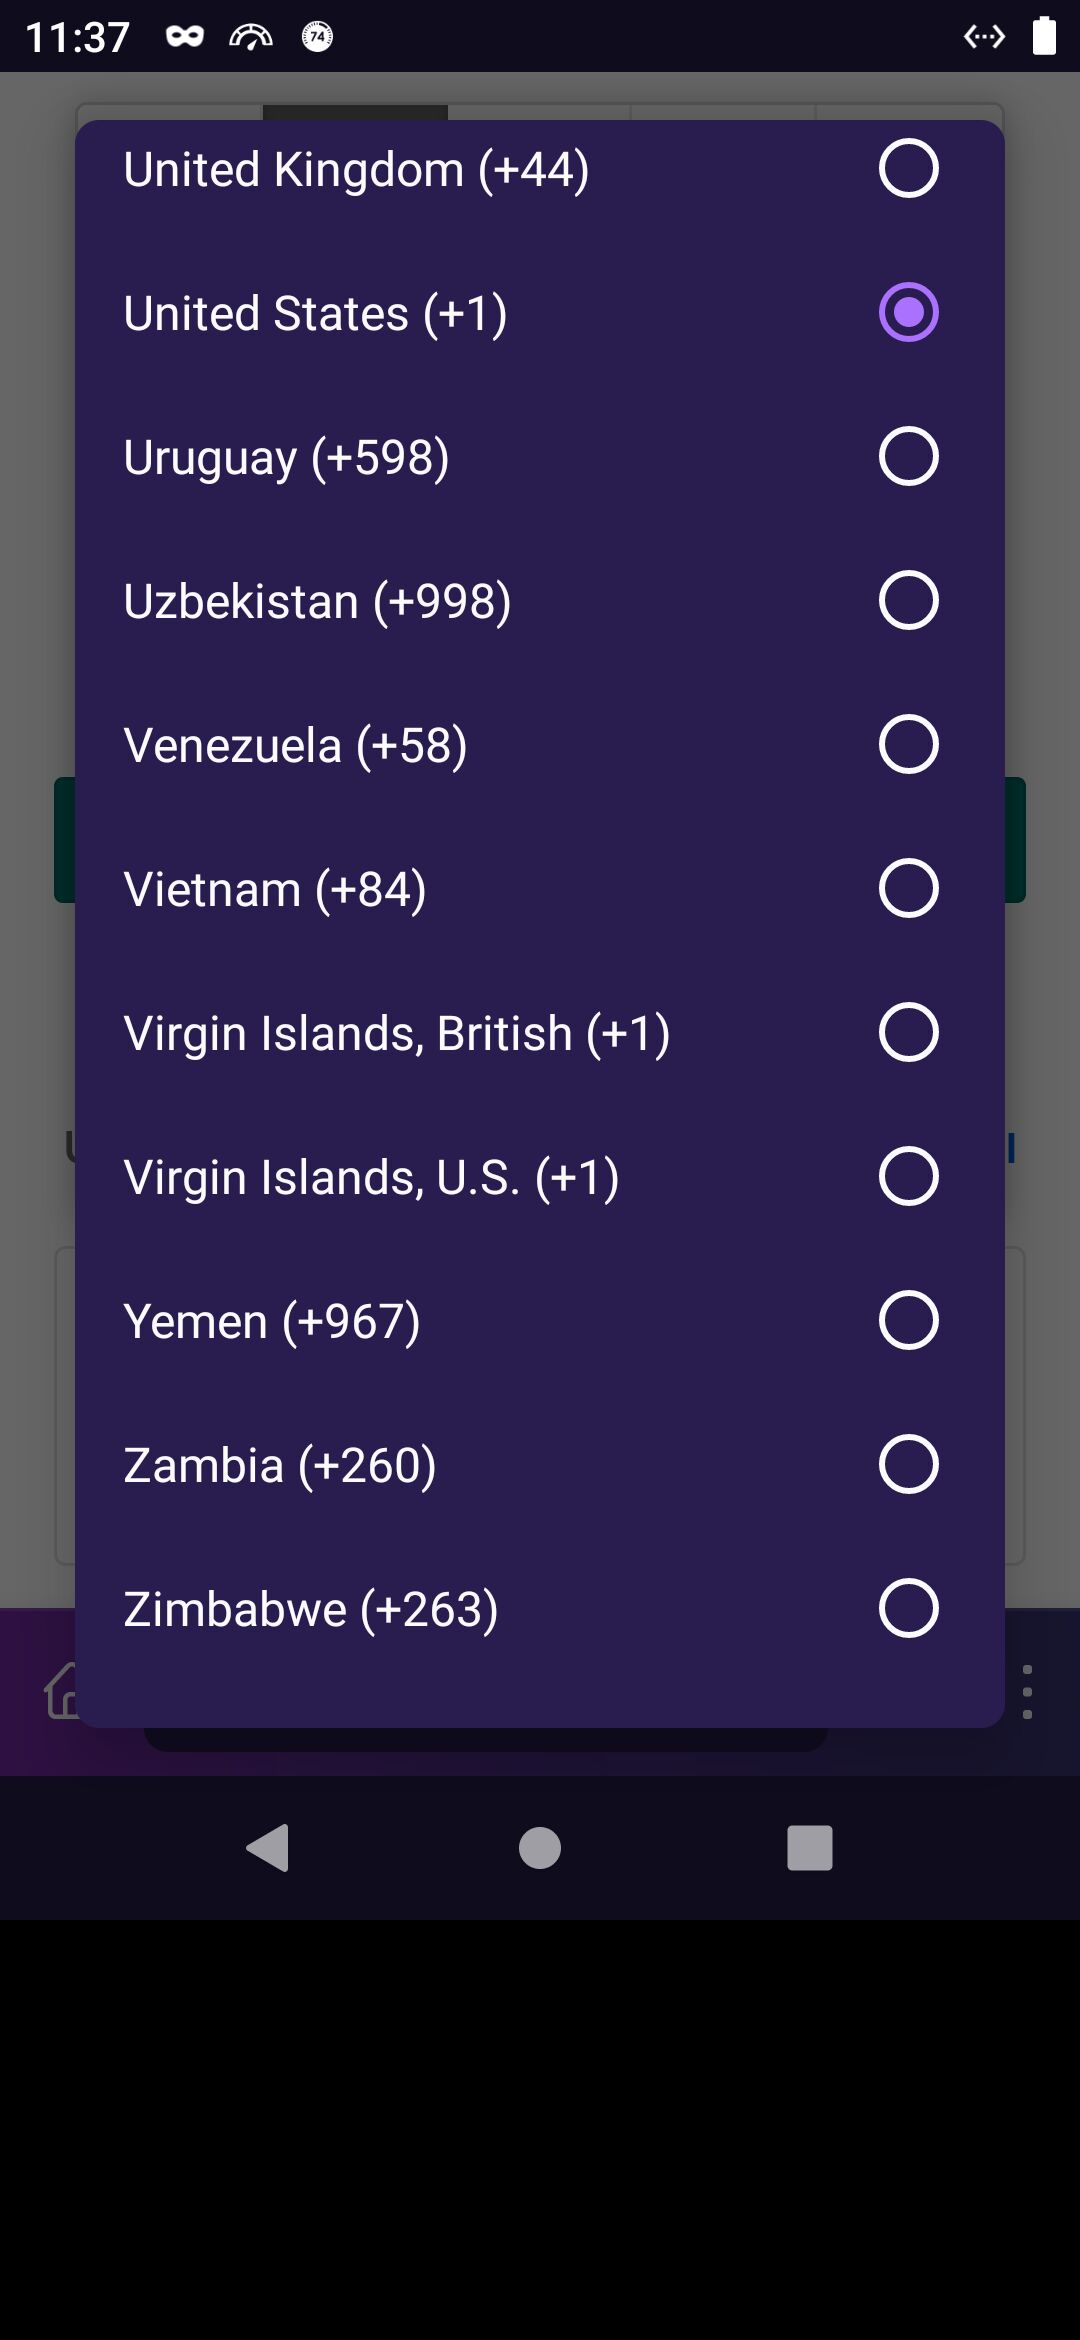 11:37
74
United Kingdom (+44)
United States (+1)
Uruguay (+598)
Uzbekistan (+998)
Venezuela (+58)
Vietnam (+84)
Virgin Islands, British (+1)
Virgin Islands, U.S. (+1)
Yemen (+967)
Zambia (+260)
Zimbabwe (+263)